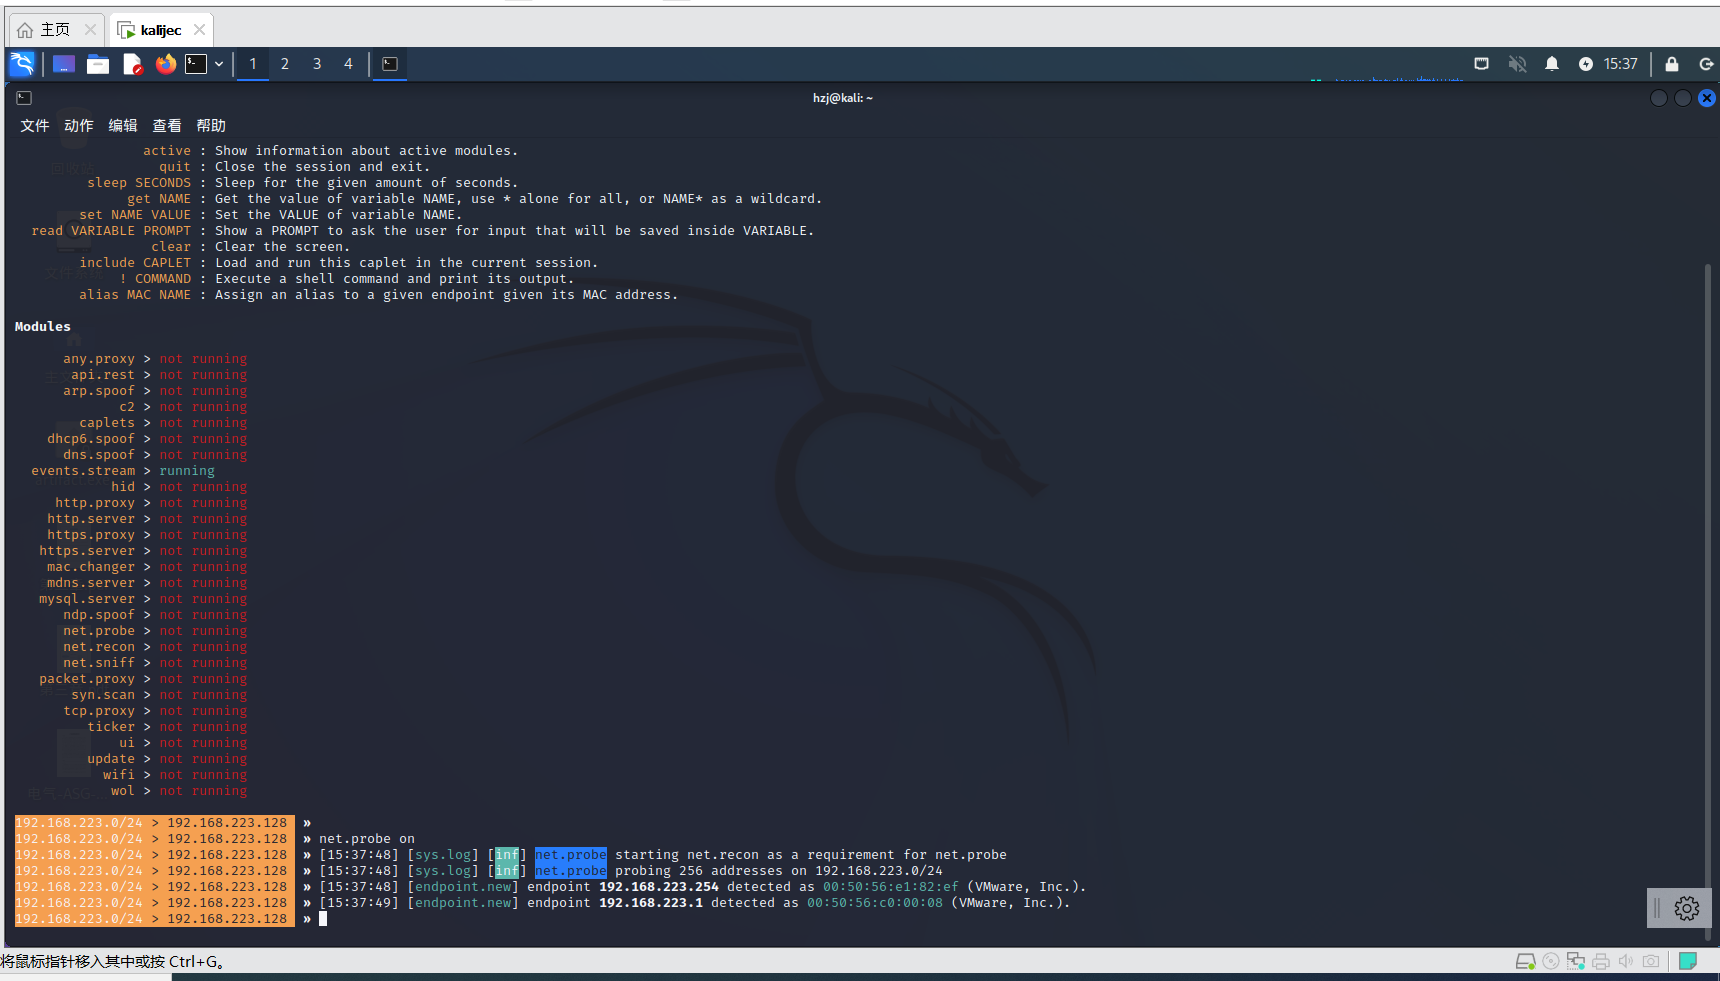 主页
kalijec
1 2 3 4
15:37
hzj@kali: ~
文件 动作 编辑 查看 帮助
active : Show information about active modules.
quit : Close the session and exit.
sleep SECONDS : Sleep for the given amount of seconds.
get NAME : Get the value of variable NAME, use * alone for all, or NAME* as a wildcard.
set NAME VALUE : Set the VALUE of variable NAME.
read VARIABLE PROMPT : Show a PROMPT to ask the user for input that will be saved inside VARIABLE.
clear : Clear the screen.
include CAPLET : Load and run this caplet in the current session.
! COMMAND : Execute a shell command and print its output.
alias MAC NAME : Assign an alias to a given endpoint given its MAC address.
Modules
any.proxy > not running
api.rest > not running
arp.spoof > not running
c2 > not running
caplets > not running
dhcp6.spoof > not running
dns.spoof > not running
events.stream > running
hid > not running
http.proxy > not running
http.server > not running
https.proxy > not running
https.server > not running
mac.changer > not running
mdns.server > not running
mysql.server > not running
ndp.spoof > not running
net.probe > not running
net.recon > not running
net.sniff > not running
packet.proxy > not running
syn.scan > not running
tcp.proxy > not running
ticker > not running
ui > not running
update > not running
wifi > not running
wol > not running
192.168.223.0/24 > 192.168.223.128 »
192.168.223.0/24 > 192.168.223.128 » net.probe on
192.168.223.0/24 > 192.168.223.128 » [15:37:48] [sys.log] [inf] net.probe starting net.recon as a requirement for net.probe
192.168.223.0/24 > 192.168.223.128 » [15:37:48] [sys.log] [inf] net.probe probing 256 addresses on 192.168.223.0/24
192.168.223.0/24 > 192.168.223.128 » [15:37:48] [endpoint.new] endpoint 192.168.223.254 detected as 00:50:56:e1:82:ef (VMware, Inc.).
192.168.223.0/24 > 192.168.223.128 » [15:37:49] [endpoint.new] endpoint 192.168.223.1 detected as 00:50:56:c0:00:08 (VMware, Inc.).
192.168.223.0/24 > 192.168.223.128 »
将鼠标指针移入其中或按 Ctrl+G。